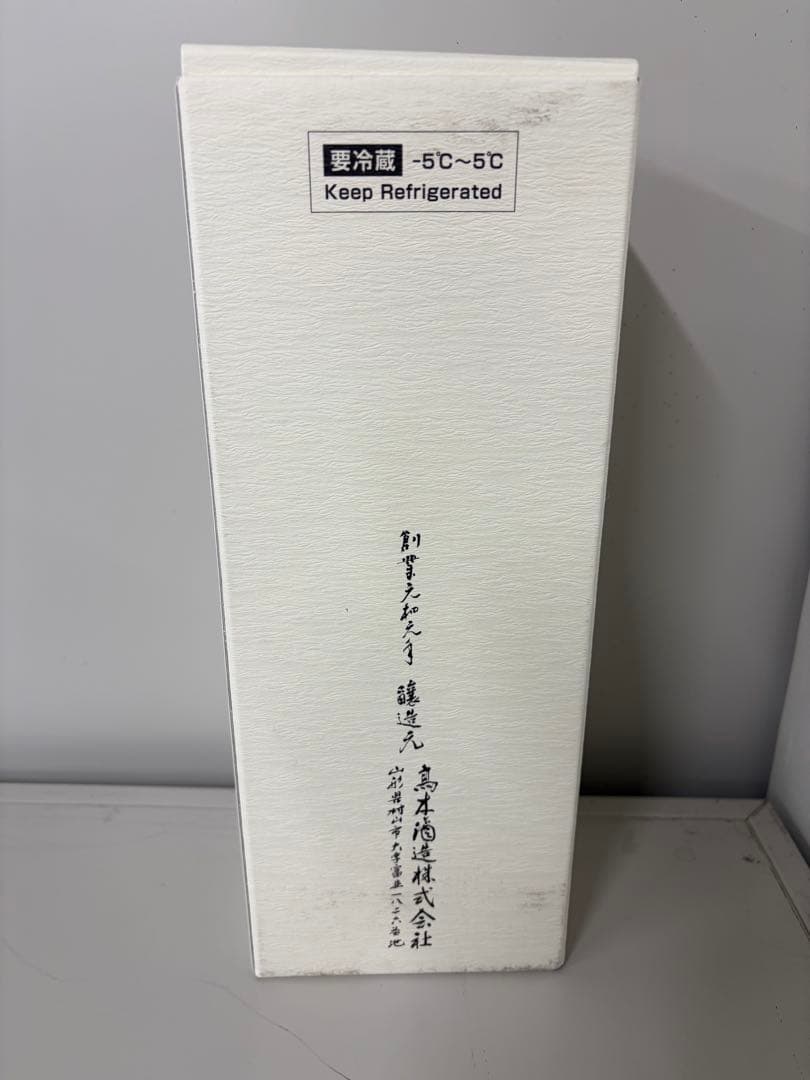 要冷蔵 -5℃～5℃
Keep Refrigerated
創業元和元年 醸造元
高木酒造株式会社
山形県村山市大字富並一八二六番地